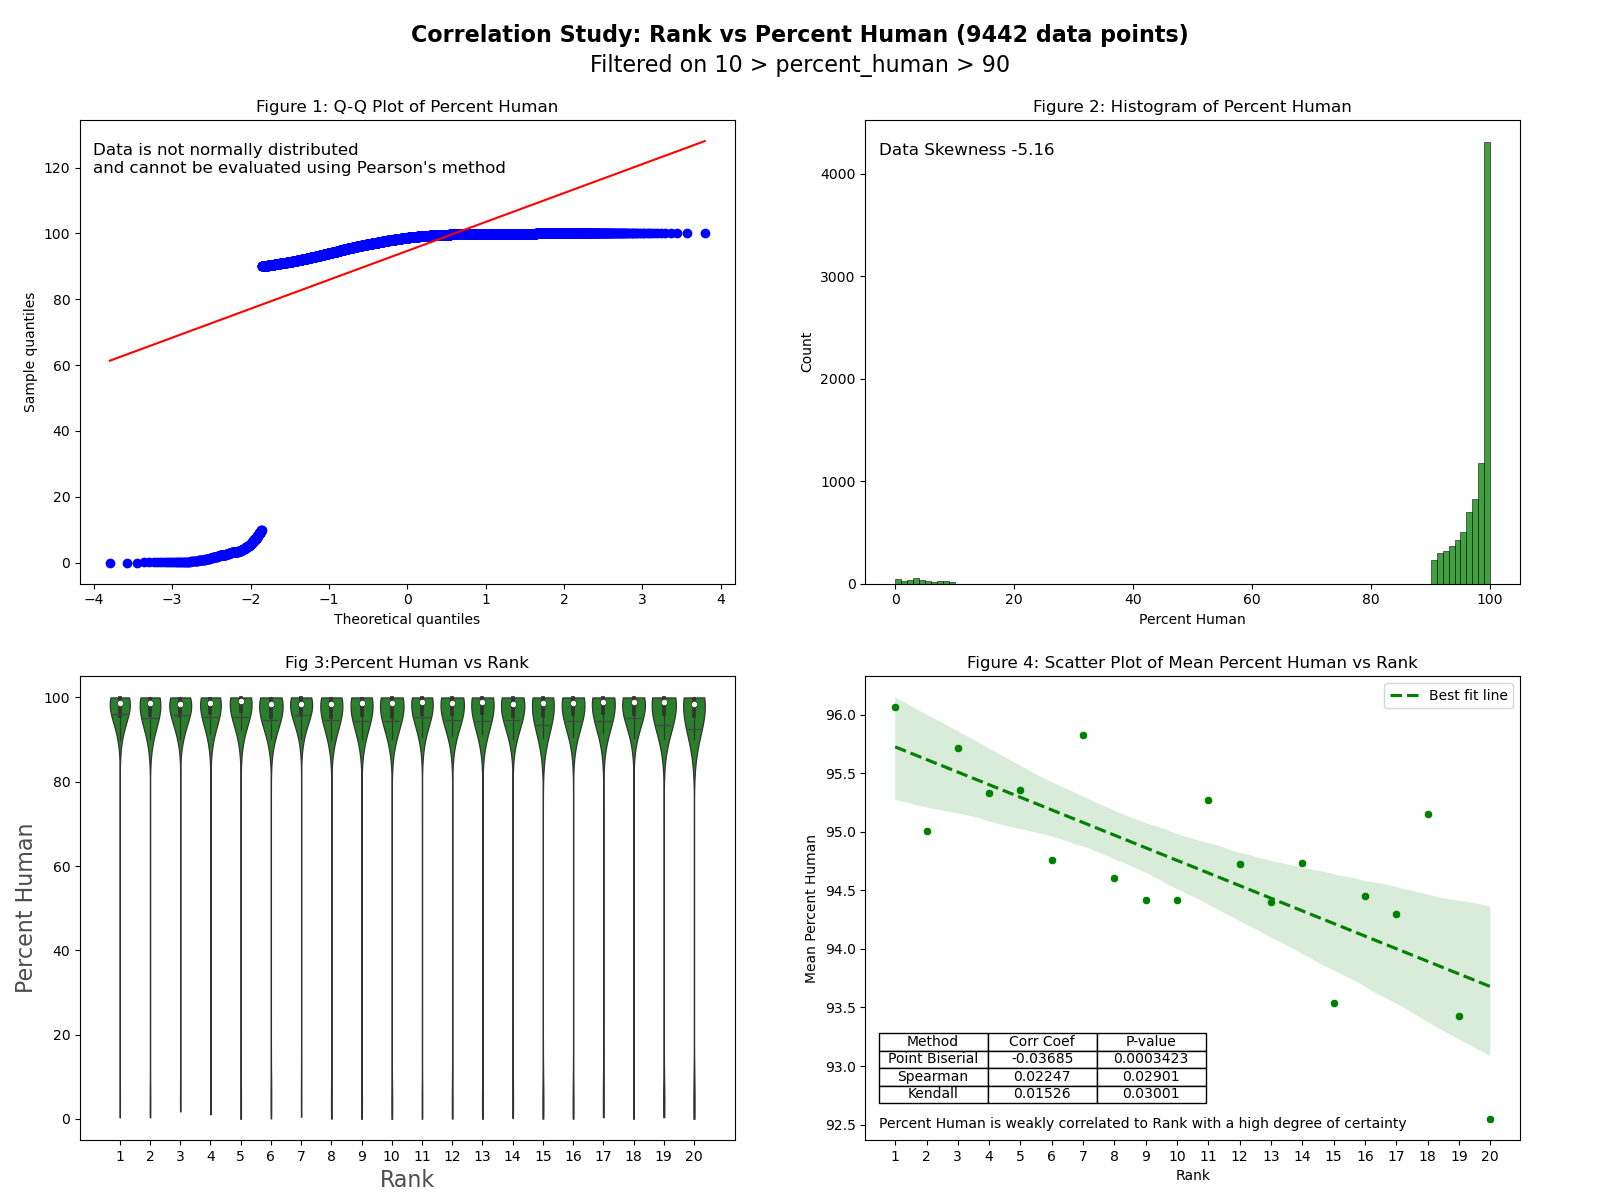 Correlation Study: Rank vs Percent Human (9442 data points)
Filtered on 10 > percent_human > 90
Figure 1: Q-Q Plot of Percent Human
Data is not normally distributed
and cannot be evaluated using Pearson's method
120
100
80
60
40
20
0
Sample quantiles
−4 −3 −2 −1 0 1 2 3 4
Theoretical quantiles
Figure 2: Histogram of Percent Human
Data Skewness -5.16
4000
3000
2000
1000
0
Count
0 20 40 60 80 100
Percent Human
Fig 3:Percent Human vs Rank
100
80
60
40
20
0
Percent Human
1 2 3 4 5 6 7 8 9 10 11 12 13 14 15 16 17 18 19 20
Rank
Figure 4: Scatter Plot of Mean Percent Human vs Rank
Best fit line
96.0
95.5
95.0
94.5
94.0
93.5
93.0
92.5
Mean Percent Human
Method Corr Coef P-value
Point Biserial -0.03685 0.0003423
Spearman 0.02247 0.02901
Kendall 0.01526 0.03001
Percent Human is weakly correlated to Rank with a high degree of certainty
1 2 3 4 5 6 7 8 9 10 11 12 13 14 15 16 17 18 19 20
Rank